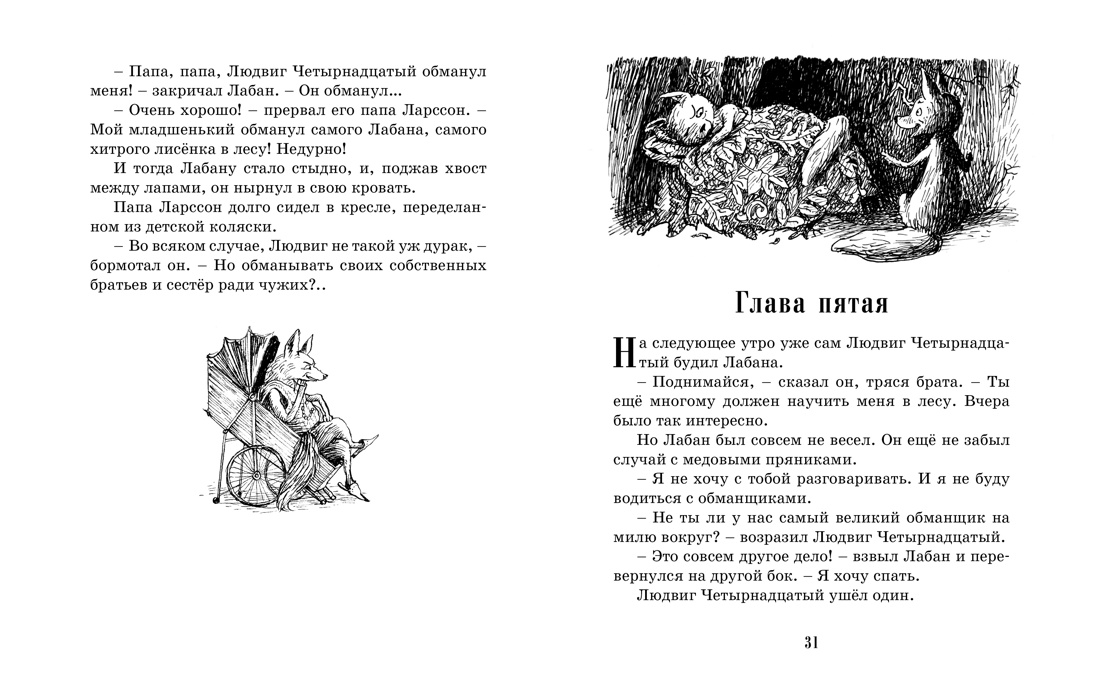 – Папа, папа, Людвиг Четырнадцатый обманул
меня! – закричал Лабан. – Он обманул...
– Очень хорошо! – прервал его папа Ларссон. –
Мой младшенький обманул самого Лабана, самого
хитрого лисёнка в лесу! Недурно!
И тогда Лабану стало стыдно, и, поджав хвост
между лапами, он нырнул в свою кровать.
Папа Ларссон долго сидел в кресле, переделан-
ном из детской коляски.
– Во всяком случае, Людвиг не такой уж дурак, –
бормотал он. – Но обманывать своих собственных
братьев и сестёр ради чужих?..
Глава пятая
На следующее утро уже сам Людвиг Четырнадца-
тый будил Лабана.
– Поднимайся, – сказал он, тряся брата. – Ты
ещё многому должен научить меня в лесу. Вчера
было так интересно.
Но Лабан был совсем не весел. Он ещё не забыл
случай с медовыми пряниками.
– Я не хочу с тобой разговаривать. И я не буду
водиться с обманщиками.
– Не ты ли у нас самый великий обманщик на
милю вокруг? – возразил Людвиг Четырнадцатый.
– Это совсем другое дело! – взвыл Лабан и пере-
вернулся на другой бок. – Я хочу спать.
Людвиг Четырнадцатый ушёл один.
31